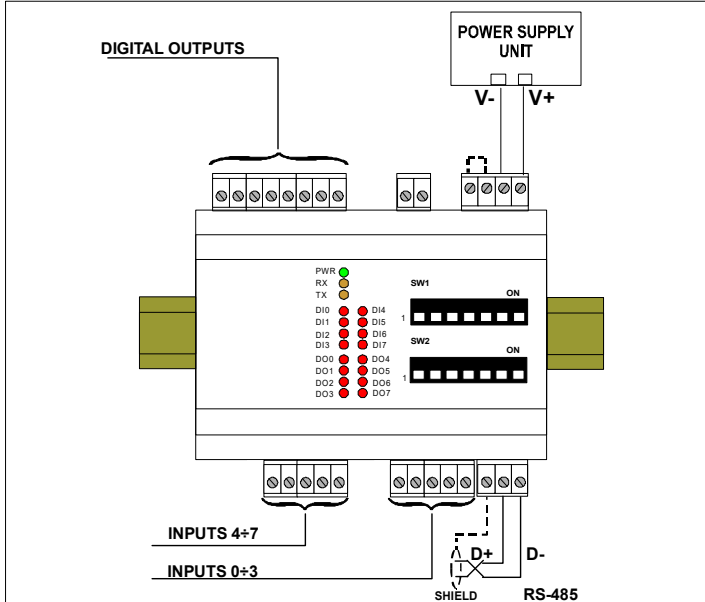 DIGITAL OUTPUTS
POWER SUPPLY
UNIT
V- V+
PWR
RX
TX
DI0 DI4
DI1 DI5
DI2 DI6
DI3 DI7
DO0 DO4
DO1 DO5
DO2 DO6
DO3 DO7
SW1
ON
1
SW2
ON
1
INPUTS 4÷7
INPUTS 0÷3
D+ D-
SHIELD RS-485